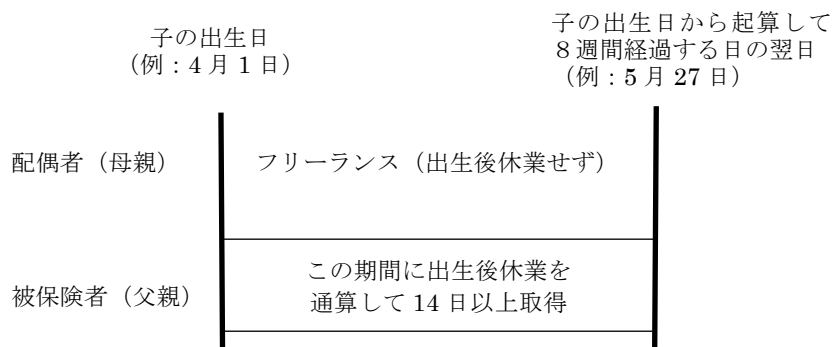 子の出生日
（例：4 月 1 日）
子の出生日から起算して
８週間経過する日の翌日
（例：5 月 27 日）
配偶者（母親）
フリーランス（出生後休業せず）
被保険者（父親）
この期間に出生後休業を
通算して 14 日以上取得